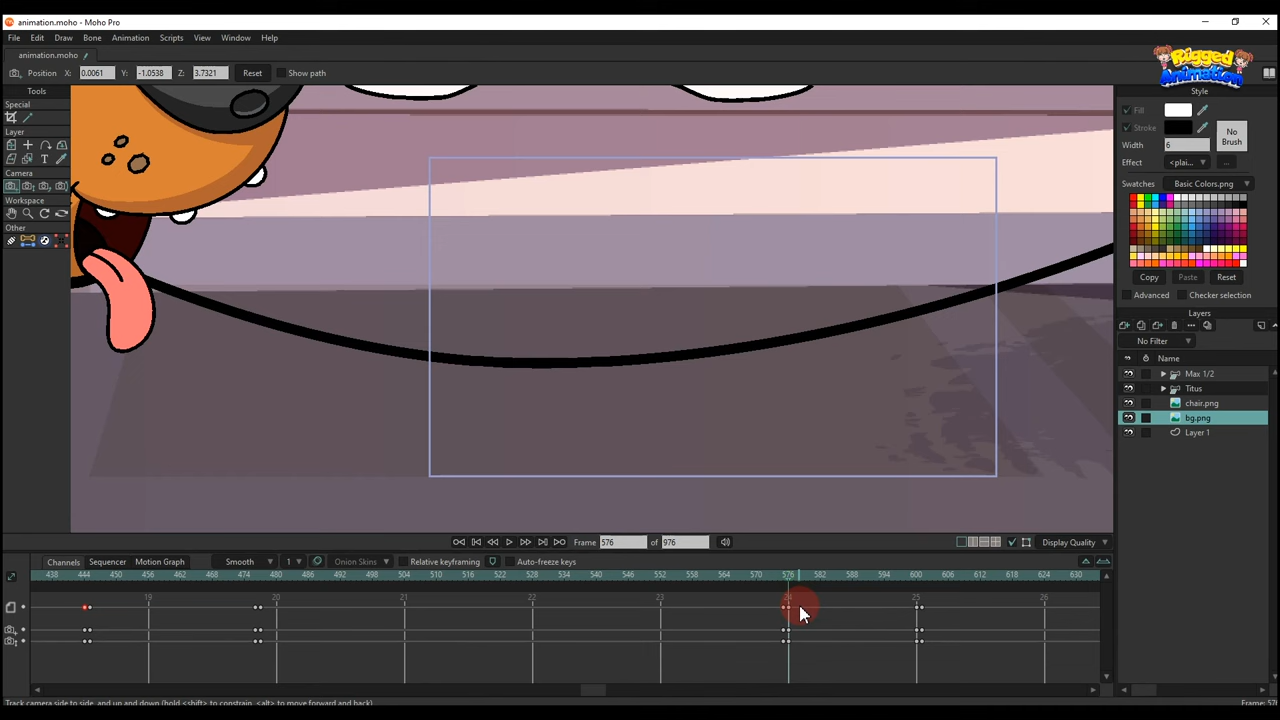 animation.moho - Moho Pro
File Edit Draw Bone Animation Scripts View Window Help
animation.moho
Rigged Animation
Position X: 0.0061 Y: -1.0538 Z: 3.7321 Reset Show path
Tools
Style
Special
Fill
Stroke
No Brush
Layer
Width 6
Effect <plai...
Camera
Swatches Basic Colors.png
Workspace
Other
Copy Paste Reset
Advanced Checker selection
Layers
No Filter
Name
Max 1/2
Titus
chair.png
bg.png
Layer 1
Frame 576 of 976 Display Quality
Channels Sequencer Motion Graph Smooth 1 Onion Skins Relative keyframing Auto-freeze keys
438 444 450 456 462 468 474 480 486 492 498 504 510 516 522 528 534 540 546 552 558 564 570 576 582 588 594 600 606 612 618 624 630
19 20 21 22 23 24 25 26
Track camera side to side, and up and down (hold <shift> to constrain, <alt> to move forward and back)